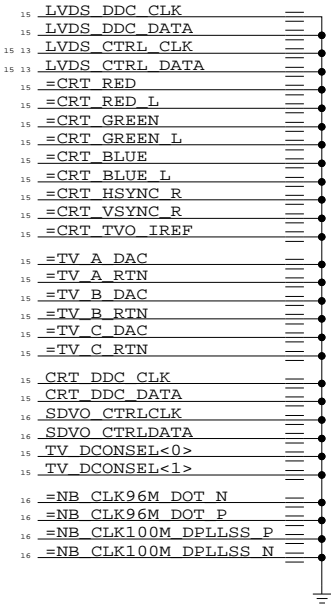 15 LVDS_DDC_CLK
15 LVDS_DDC_DATA
15 13 LVDS_CTRL_CLK
15 13 LVDS_CTRL_DATA
15 =CRT_RED
15 =CRT_RED_L
15 =CRT_GREEN
15 =CRT_GREEN_L
15 =CRT_BLUE
15 =CRT_BLUE_L
15 =CRT_HSYNC_R
15 =CRT_VSYNC_R
15 =CRT_TVO_IREF
15 =TV_A_DAC
15 =TV_A_RTN
15 =TV_B_DAC
15 =TV_B_RTN
15 =TV_C_DAC
15 =TV_C_RTN
15 CRT_DDC_CLK
15 CRT_DDC_DATA
16 SDVO_CTRLCLK
16 SDVO_CTRLDATA
15 TV_DCONSEL<0>
15 TV_DCONSEL<1>
16 =NB_CLK96M_DOT_N
16 =NB_CLK96M_DOT_P
16 =NB_CLK100M_DPLLSS_P
16 =NB_CLK100M_DPLLSS_N